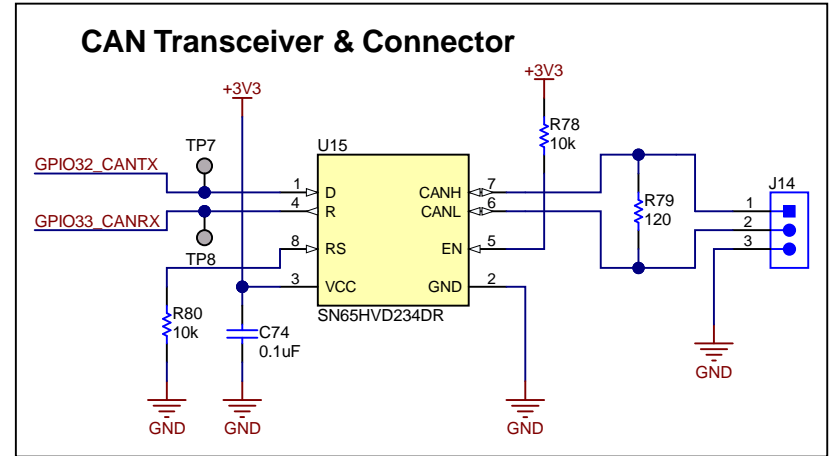 CAN Transceiver & Connector
+3V3
+3V3
R78
10k
TP7
U15
GPIO32_CANTX
1
D
CANH
7
R79
120
J14
GPIO33_CANRX
4
R
CANL
6
1
2
3
TP8
8
RS
EN
5
3
VCC
GND
2
SN65HVD234DR
R80
10k
C74
0.1uF
GND
GND
GND
GND